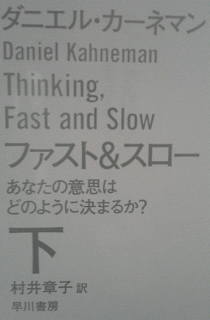 ダニエル・カーネマン
Daniel Kahneman
Thinking,
Fast and Slow
ファスト&スロー
あなたの意思は
どのように決まるか?
下
村井章子 訳
早川書房